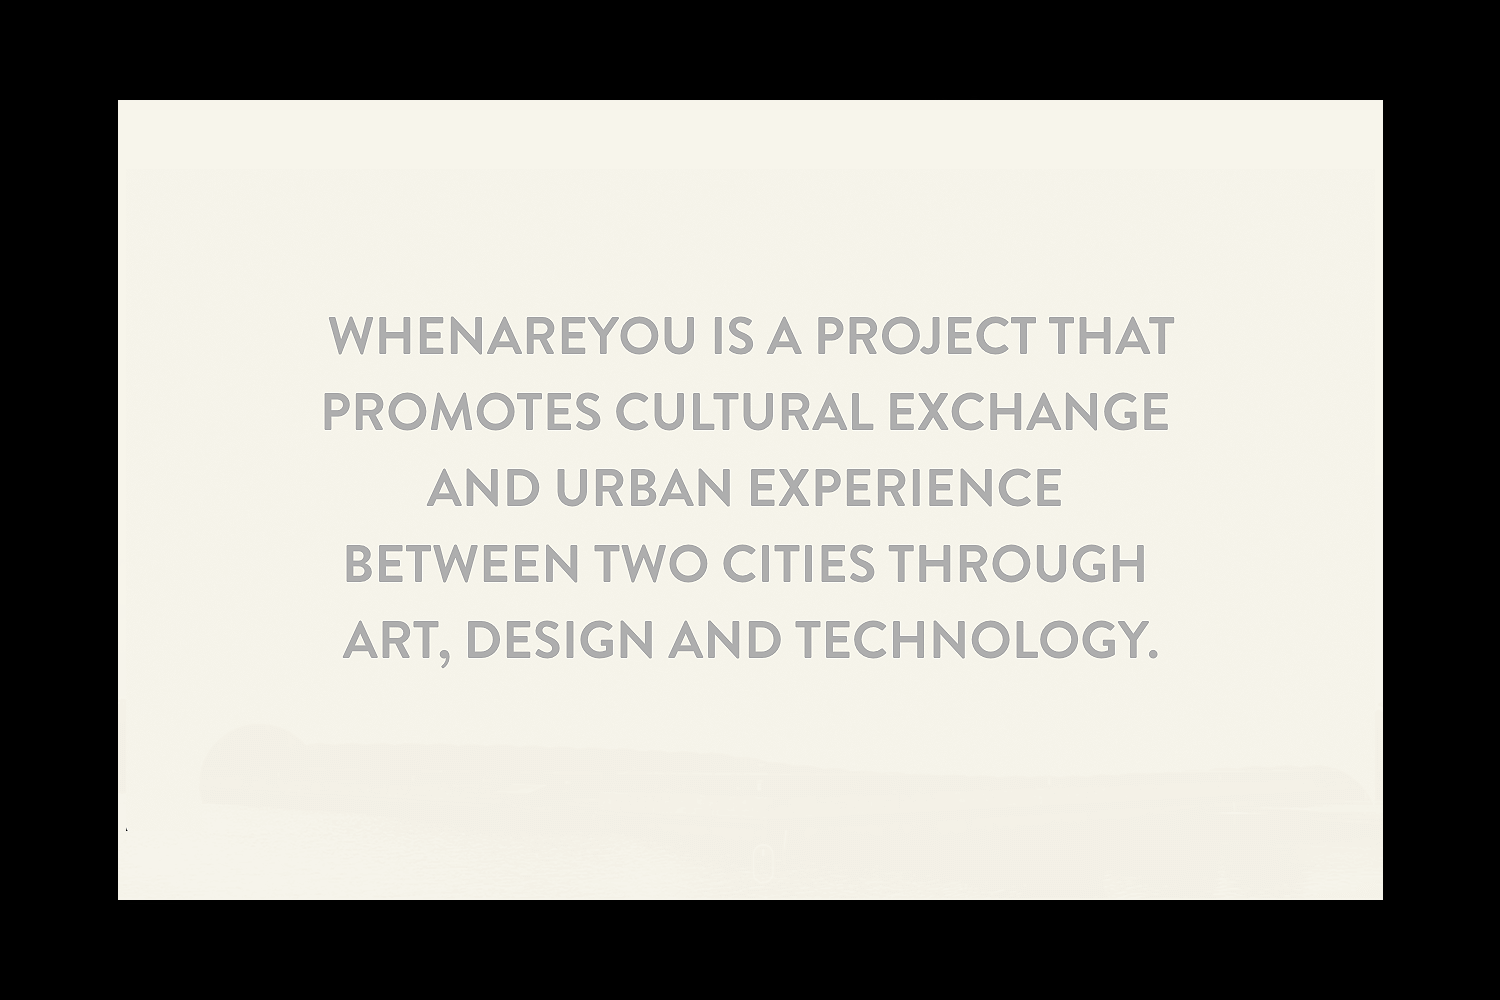 WHENAREYOU IS A PROJECT THAT
PROMOTES CULTURAL EXCHANGE
AND URBAN EXPERIENCE
BETWEEN TWO CITIES THROUGH
ART, DESIGN AND TECHNOLOGY.